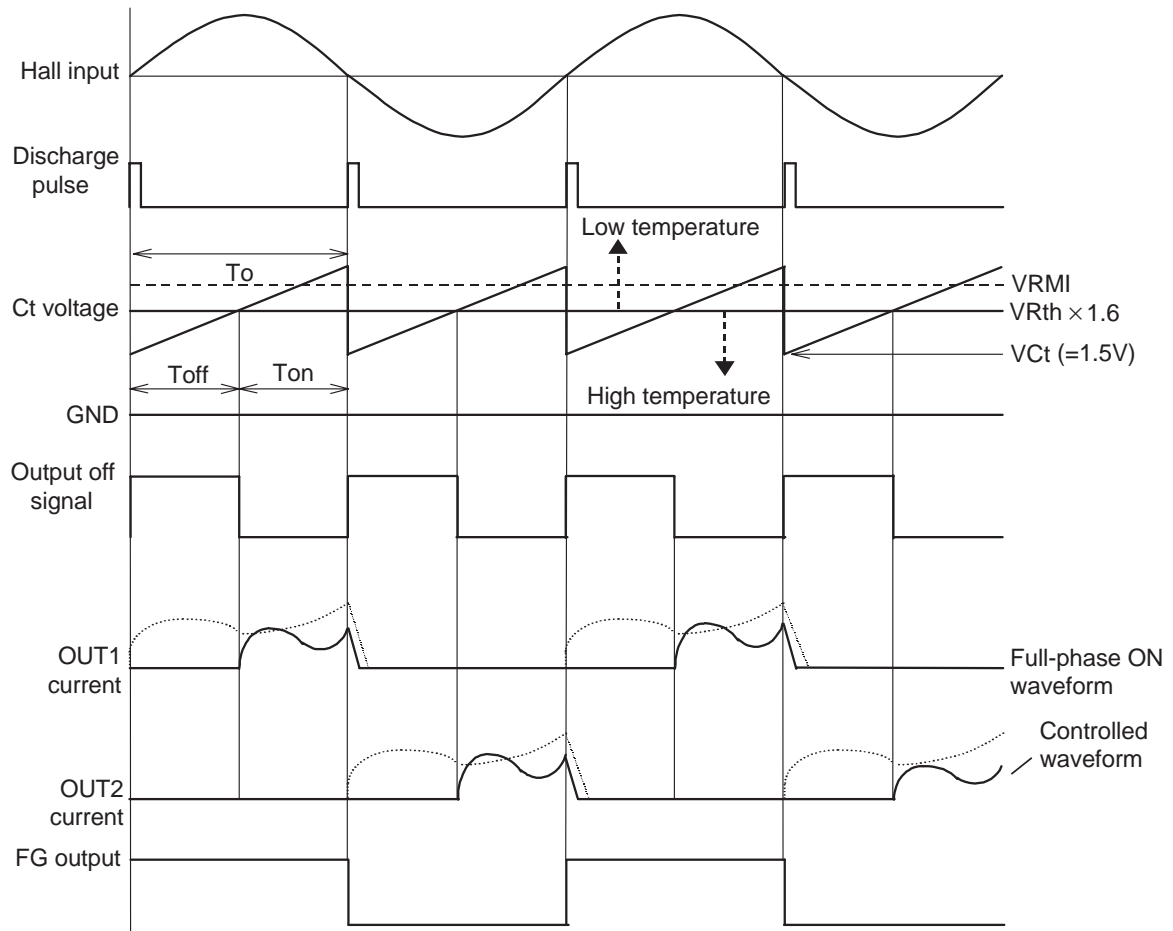 Hall input
Discharge
pulse
Low temperature
To
VRMI
Ct voltage
VRth × 1.6
VCt (=1.5V)
Toff
Ton
High temperature
GND
Output off
signal
OUT1
current
Full-phase ON
waveform
Controlled
waveform
OUT2
current
FG output